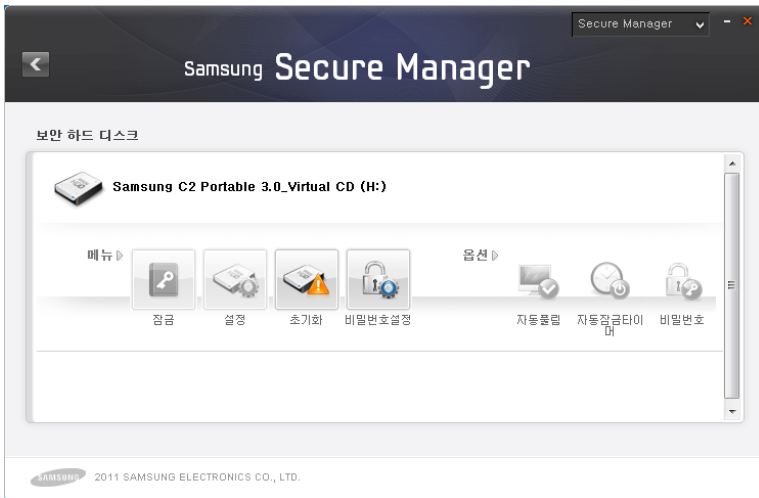 Secure Manager
Samsung Secure Manager
보안 하드 디스크
Samsung C2 Portable 3.0_Virtual CD (H:)
메뉴
옵션
잠금
설정
초기화
비밀번호설정
자동풀림
자동잠금타이
머
비밀번호
SAMSUNG 2011 SAMSUNG ELECTRONICS CO., LTD.